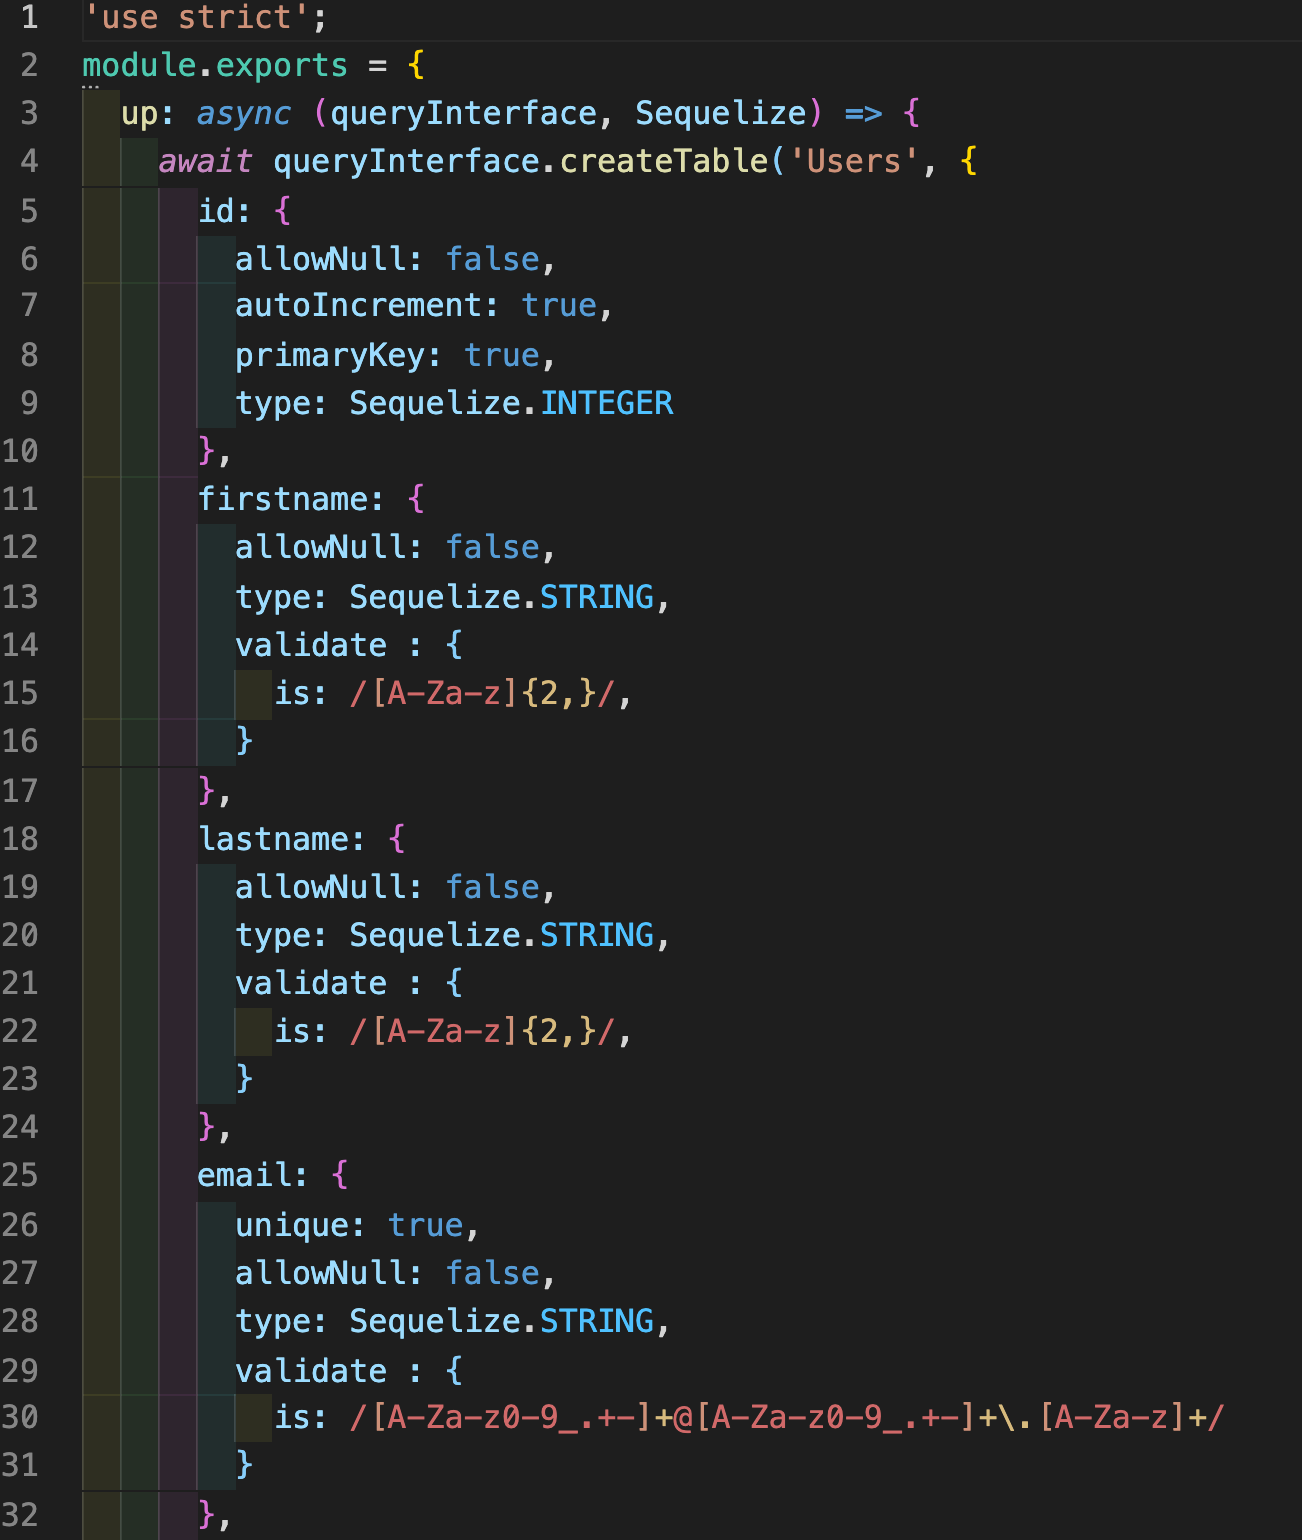 1 'use strict';
2 module.exports = {
3 up: async (queryInterface, Sequelize) => {
4 await queryInterface.createTable('Users', {
5 id: {
6 allowNull: false,
7 autoIncrement: true,
8 primaryKey: true,
9 type: Sequelize.INTEGER
10 },
11 firstname: {
12 allowNull: false,
13 type: Sequelize.STRING,
14 validate : {
15 is: /[A-Za-z]{2,}/,
16 }
17 },
18 lastname: {
19 allowNull: false,
20 type: Sequelize.STRING,
21 validate : {
22 is: /[A-Za-z]{2,}/,
23 }
24 },
25 email: {
26 unique: true,
27 allowNull: false,
28 type: Sequelize.STRING,
29 validate : {
30 is: /[A-Za-z0-9_.+-]+@[A-Za-z0-9_.+-]+\.[A-Za-z]+/
31 }
32 },